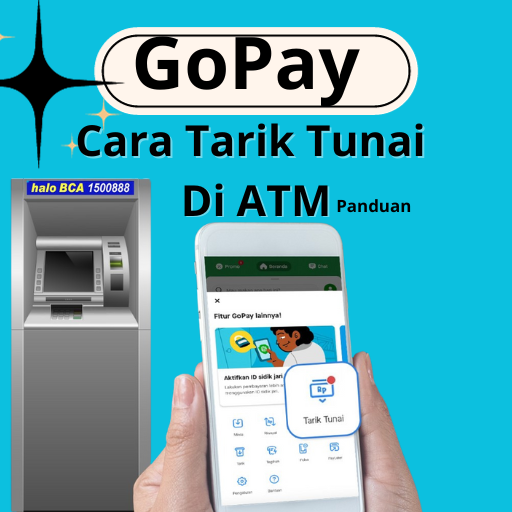 GoPay
Cara Tarik Tunai
Di ATM Panduan
halo BCA 1500888
Promo Beranda Chat
Fitur GoPay lainnya!
Aktifkan ID sidik jari
Rp
Tarik Tunai